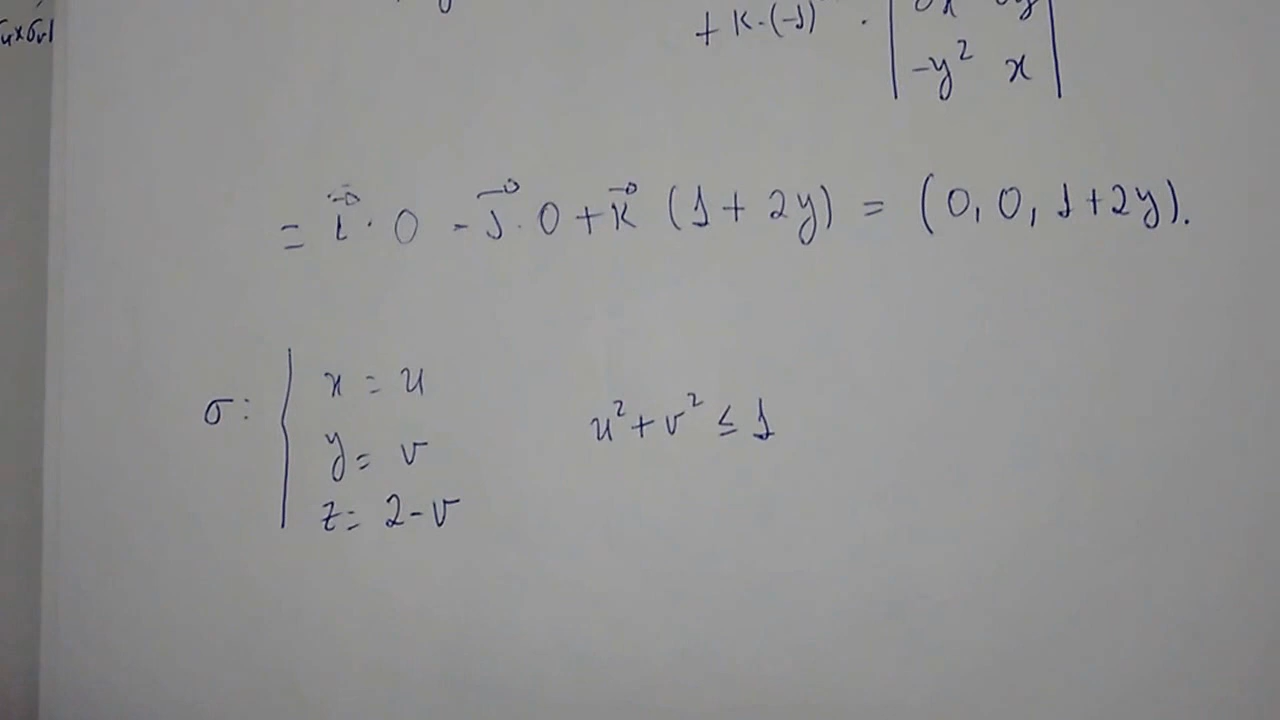 + K·(-1) ·
-y² x
= i⃗·0 - j⃗·0 + k⃗ (1+2y) = (0, 0, 1+2y).
σ: { x = u
y = v
z = 2-v
u² + v² ≤ 1